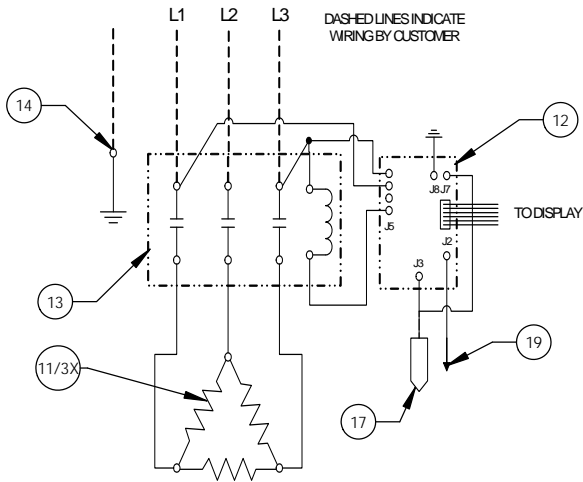 L1 L2 L3
DASHED LINES INDICATE
WIRING BY CUSTOMER
14
12
J8 J7
TO DISPLAY
J5
J2
J3
13
19
11/3X
17